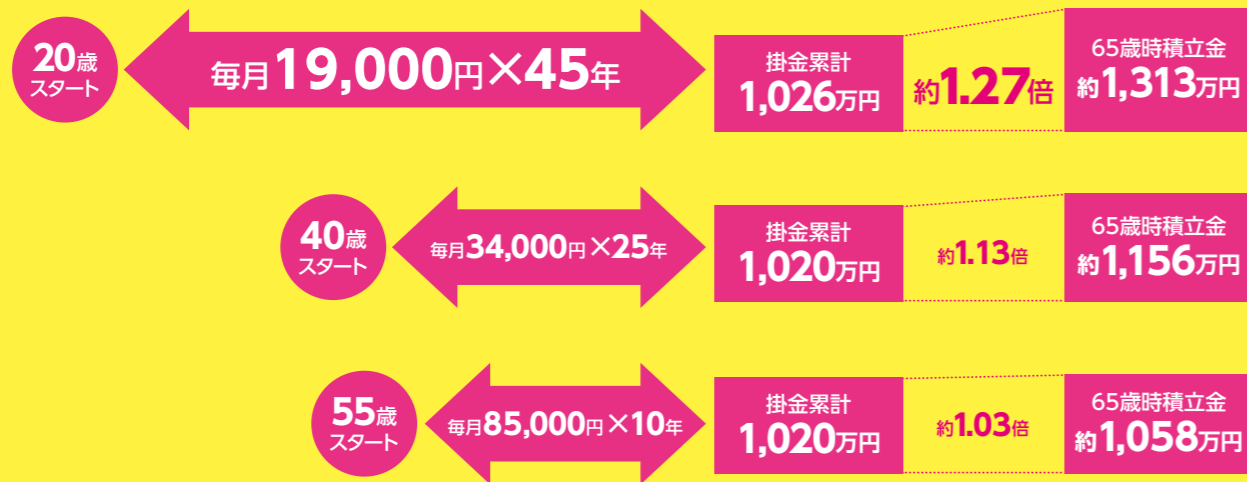 20歳
スタート
毎月19,000円×45年
掛金累計
1,026万円
約1.27倍
65歳時積立金
約1,313万円
40歳
スタート
毎月34,000円×25年
掛金累計
1,020万円
約1.13倍
65歳時積立金
約1,156万円
55歳
スタート
毎月85,000円×10年
掛金累計
1,020万円
約1.03倍
65歳時積立金
約1,058万円